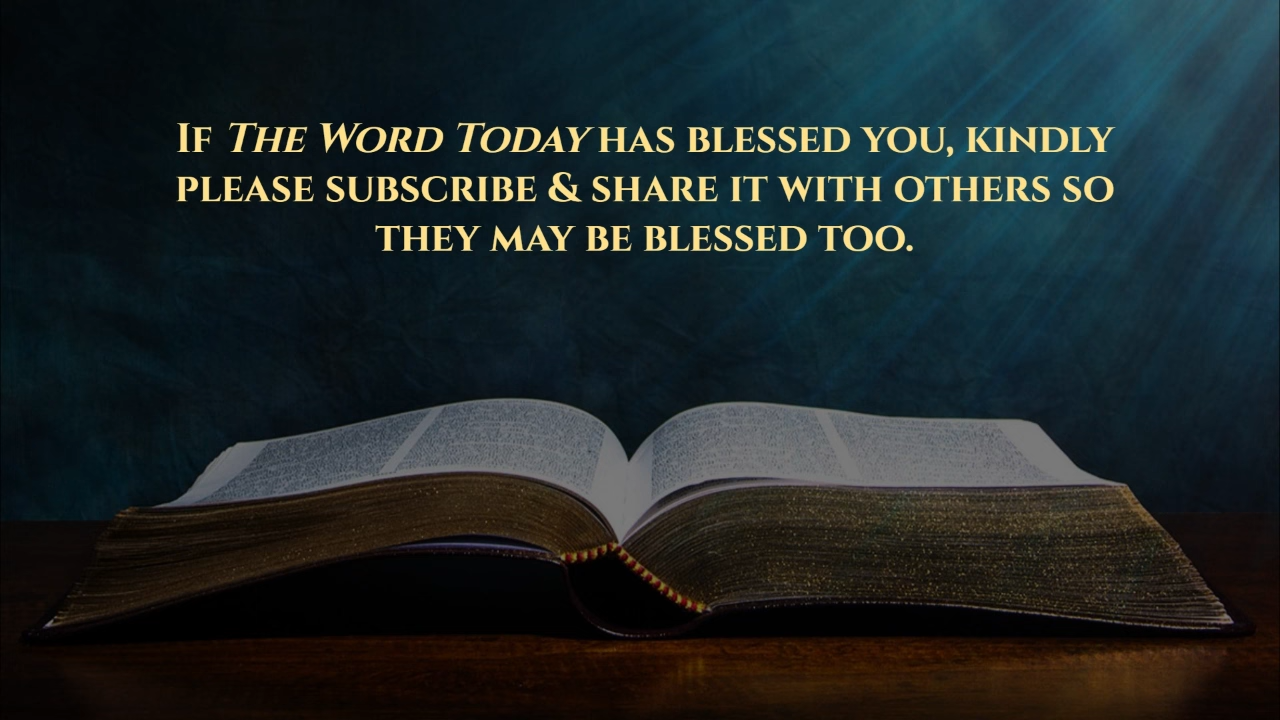 If The Word Today has blessed you, kindly
please subscribe & share it with others so
they may be blessed too.